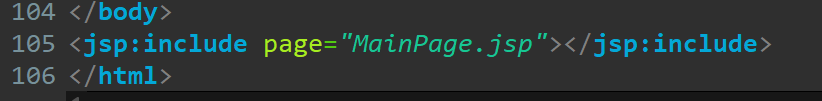 104 </body>
105 <jsp:include page="MainPage.jsp"></jsp:include>
106 </html>